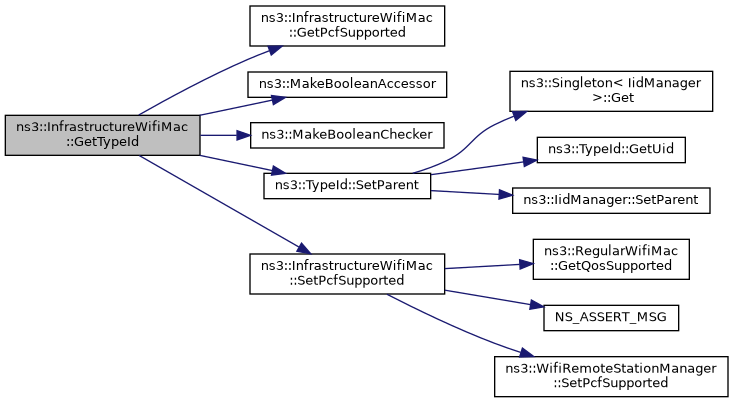 ns3::InfrastructureWifiMac
::GetTypeId
ns3::InfrastructureWifiMac
::GetPcfSupported
ns3::MakeBooleanAccessor
ns3::MakeBooleanChecker
ns3::TypeId::SetParent
ns3::InfrastructureWifiMac
::SetPcfSupported
ns3::Singleton< IidManager
>::Get
ns3::TypeId::GetUid
ns3::IidManager::SetParent
ns3::RegularWifiMac
::GetQosSupported
NS_ASSERT_MSG
ns3::WifiRemoteStationManager
::SetPcfSupported